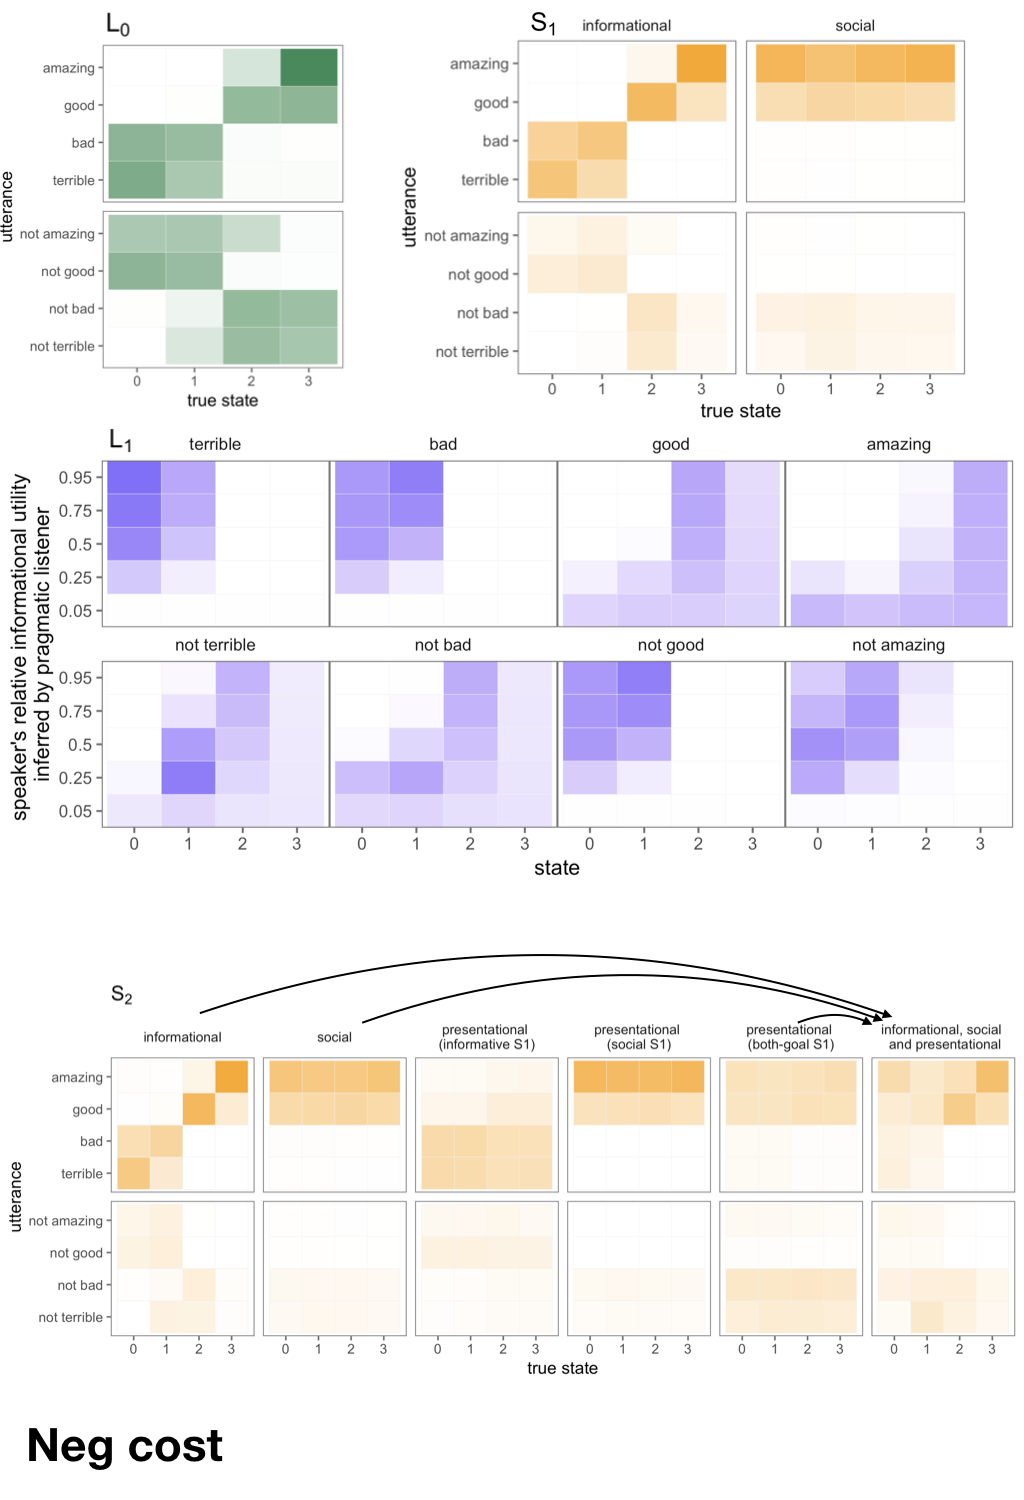 L0
amazing
good
bad
terrible
not amazing
not good
not bad
not terrible
utterance
0 1 2 3
true state
S1
informational social
amazing
good
bad
terrible
not amazing
not good
not bad
not terrible
utterance
0 1 2 3 0 1 2 3
true state
L1
terrible bad good amazing
0.95
0.75
0.5
0.25
0.05
not terrible not bad not good not amazing
0.95
0.75
0.5
0.25
0.05
speaker's relative informational utility
inferred by pragmatic listener
0 1 2 3 0 1 2 3 0 1 2 3 0 1 2 3
state
S2
informational
social
presentational
(informative S1)
presentational
(social S1)
presentational
(both-goal S1)
informational, social
and presentational
amazing
good
bad
terrible
not amazing
not good
not bad
not terrible
utterance
0 1 2 3 0 1 2 3 0 1 2 3 0 1 2 3 0 1 2 3 0 1 2 3
true state
Neg cost